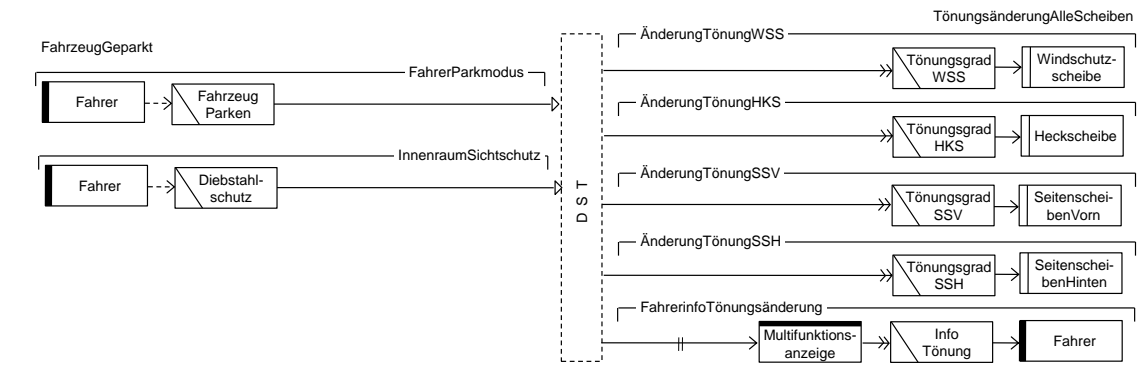 TönungsänderungAlleScheiben
FahrzeugGeparkt
FahrerParkmodus
Fahrer
Fahrzeug
Parken
InnenraumSichtschutz
Fahrer
Diebstahl-
schutz
DST
ÄnderungTönungWSS
Tönungsgrad
WSS
Windschutz-
scheibe
ÄnderungTönungHKS
Tönungsgrad
HKS
Heckscheibe
ÄnderungTönungSSV
Tönungsgrad
SSV
Seitenschei-
benVorn
ÄnderungTönungSSH
Tönungsgrad
SSH
Seitenschei-
benHinten
FahrerinfoTönungsänderung
Multifunktions-
anzeige
Info
Tönung
Fahrer